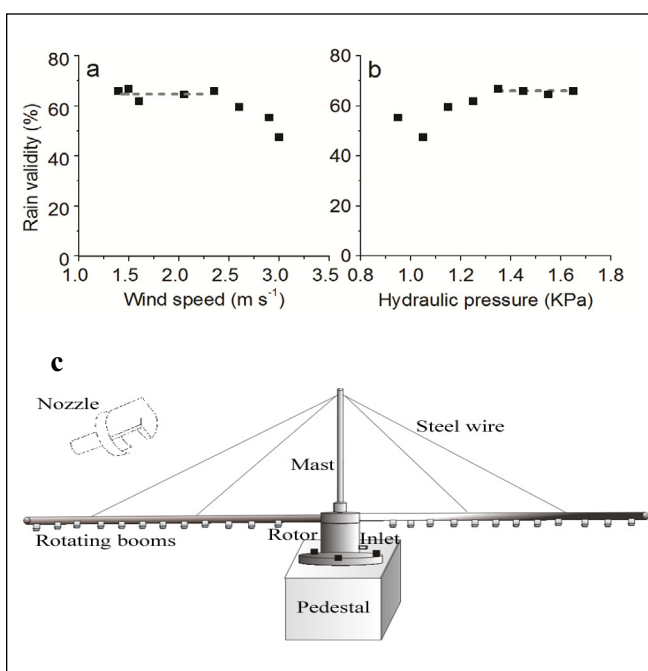 a
b
Rain validity (%)
80
60
40
20
0
80
60
40
20
0
1.0 1.5 2.0 2.5 3.0 3.5
0.8 1.0 1.2 1.4 1.6 1.8
Wind speed (m s⁻¹)
Hydraulic pressure (KPa)
c
Nozzle
Steel wire
Mast
Rotating booms
Rotor
Inlet
Pedestal